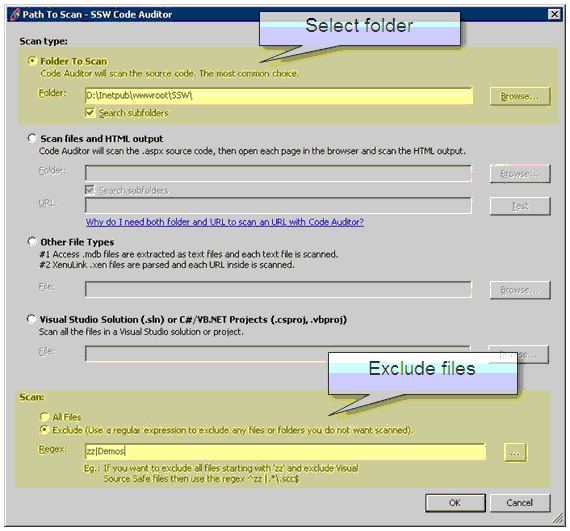 Path To Scan - SSW Code Auditor
Select folder
Scan type:
Folder To Scan
Code Auditor will scan the source code. The most common choice.
Folder:
D:\Inetpub\wwwroot\SSW\
Browse...
Search subfolders
Scan files and HTML output
Code Auditor will scan the .aspx source code, then open each page in the browser and scan the HTML output.
Folder:
Browse...
Search subfolders
URL:
Test
Why do I need both folder and URL to scan an URL with Code Auditor?
Other File Types
#1 Access .mdb files are extracted as text files and each text file is scanned.
#2 XenuLink .xen files are parsed and each URL inside is scanned.
File:
Browse...
Visual Studio Solution (.sln) or C#/VB.NET Projects (.csproj, .vbproj)
Scan all the files in a Visual Studio solution or project.
File:
Browse...
Exclude files
Scan:
All Files
Exclude (Use a regular expression to exclude any files or folders you do not want scanned).
Regex:
zz|Demos
...
Eg.: If you want to exclude all files starting with 'zz' and exclude Visual
Source Safe files then use the regex ^zz |.*\.scc$
OK
Cancel